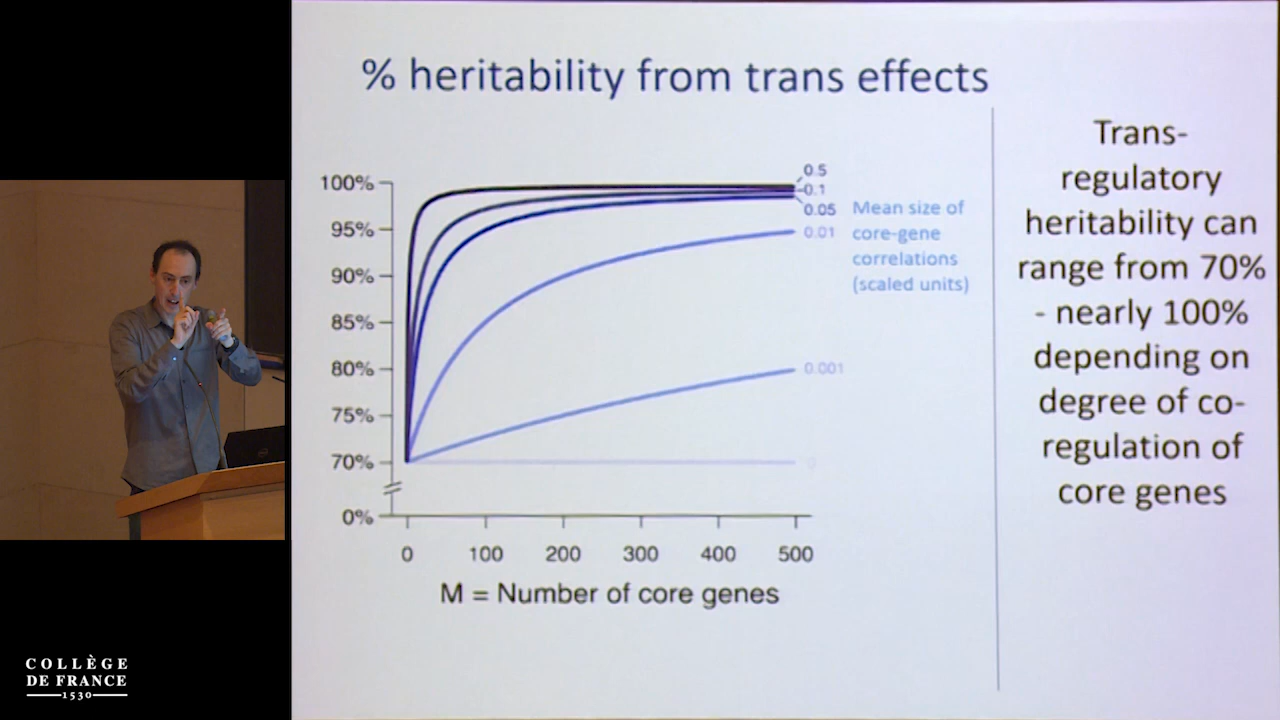 % heritability from trans effects
100%
95%
90%
85%
80%
75%
70%
0%
0
100
200
300
400
500
M = Number of core genes
0.5
0.1
0.05
0.01
0.001
0
Mean size of
core-gene
correlations
(scaled units)
Trans-
regulatory
heritability can
range from 70%
- nearly 100%
depending on
degree of co-
regulation of
core genes
COLLÈGE
DE FRANCE
1530